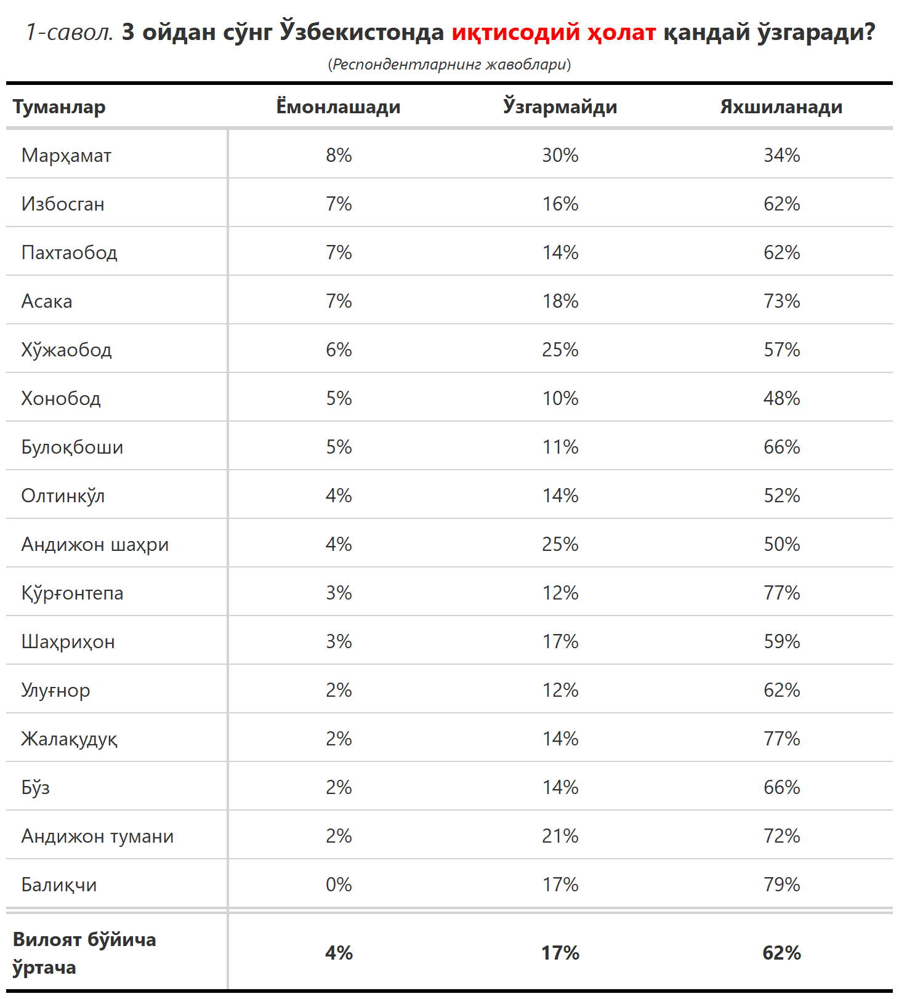 1-савол. 3 ойдан сўнг Ўзбекистонда иқтисодий ҳолат қандай ўзгаради?
(Респондентларнинг жавоблари)
Туманлар Ёмонлашади Ўзгармайди Яхшиланади
Марҳамат 8% 30% 34%
Избосган 7% 16% 62%
Пахтаобод 7% 14% 62%
Асака 7% 18% 73%
Хўжаобод 6% 25% 57%
Хонобод 5% 10% 48%
Булоқбоши 5% 11% 66%
Олтинкўл 4% 14% 52%
Андижон шаҳри 4% 25% 50%
Қўрғонтепа 3% 12% 77%
Шаҳриҳон 3% 17% 59%
Улуғнор 2% 12% 62%
Жалақудуқ 2% 14% 77%
Бўз 2% 14% 66%
Андижон тумани 2% 21% 72%
Балиқчи 0% 17% 79%
Вилоят бўйича
ўртача 4% 17% 62%